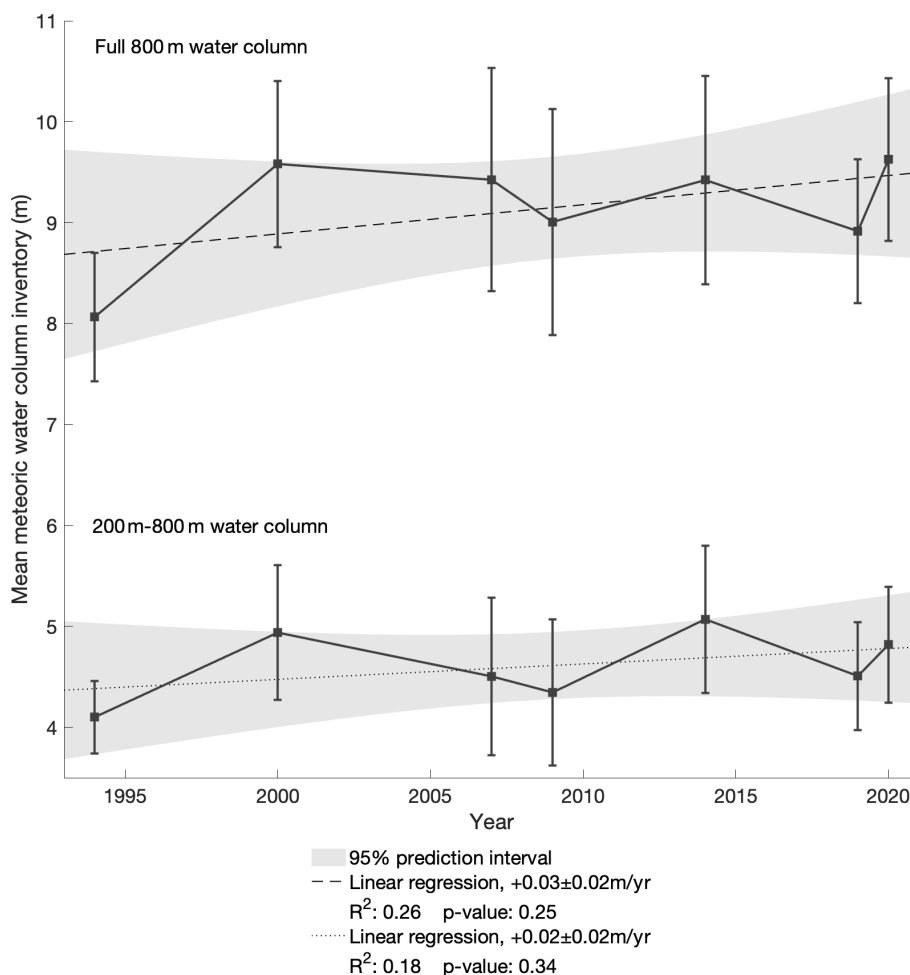 11
Full 800 m water column
10
9
8
7
200 m-800 m water column
6
5
4
Mean meteoric water column inventory (m)
1995 2000 2005 2010 2015 2020
Year
95% prediction interval
Linear regression, +0.03±0.02m/yr
R²: 0.26 p-value: 0.25
Linear regression, +0.02±0.02m/yr
R²: 0.18 p-value: 0.34